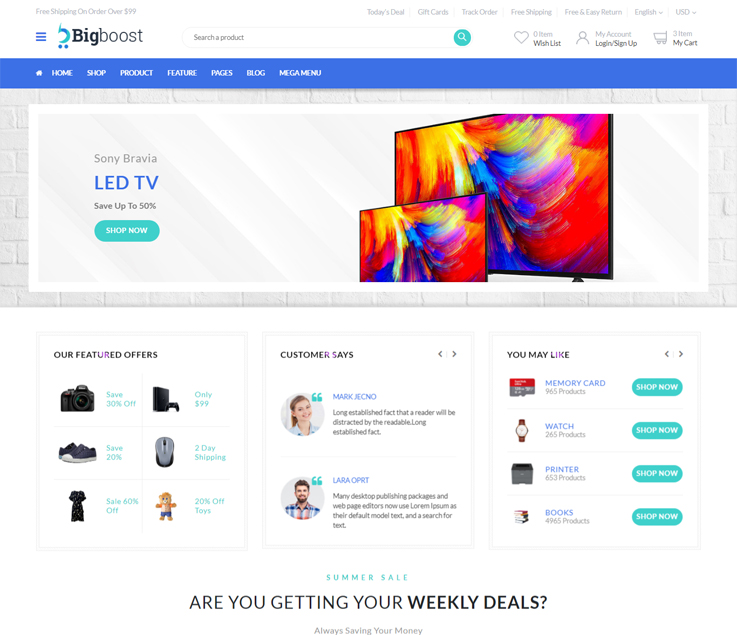 Free Shipping On Order Over $99
Today's Deal
Gift Cards
Track Order
Free Shipping
Free & Easy Return
English
USD
Bigboost
Search a product
0 Item
Wish List
My Account
Login/Sign Up
3 Item
My Cart
HOME
SHOP
PRODUCT
FEATURE
PAGES
BLOG
MEGA MENU
Sony Bravia
LED TV
Save Up To 50%
SHOP NOW
OUR FEATURED OFFERS
Save
30% Off
Only
$99
Save
20%
2 Day
Shipping
Sale 60%
Off
20% Off
Toys
CUSTOMER SAYS
MARK JECNO
Long established fact that a reader will be
distracted by the readable.Long
established fact.
LARA OPRT
Many desktop publishing packages and
web page editors now use Lorem Ipsum as
their default model text, and a search for
text.
YOU MAY LIKE
MEMORY CARD
965 Products
SHOP NOW
WATCH
265 Products
SHOP NOW
PRINTER
653 Products
SHOP NOW
BOOKS
4965 Products
SHOP NOW
SUMMER SALE
ARE YOU GETTING YOUR WEEKLY DEALS?
Always Saving Your Money